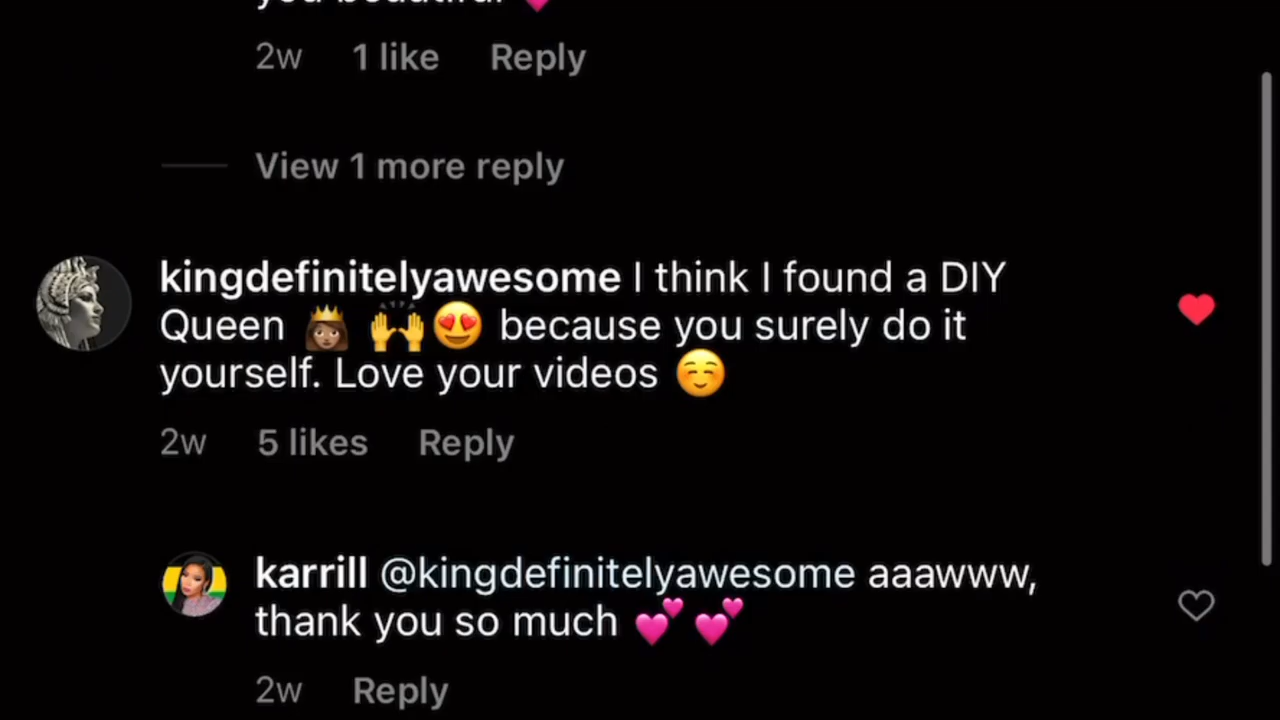 2w 1 like Reply
View 1 more reply
kingdefinitelyawesome I think I found a DIY
Queen 👸🏽 🙌😍 because you surely do it
yourself. Love your videos ☺️
2w 5 likes Reply
karrill @kingdefinitelyawesome aaawww,
thank you so much 💕 💕
2w Reply